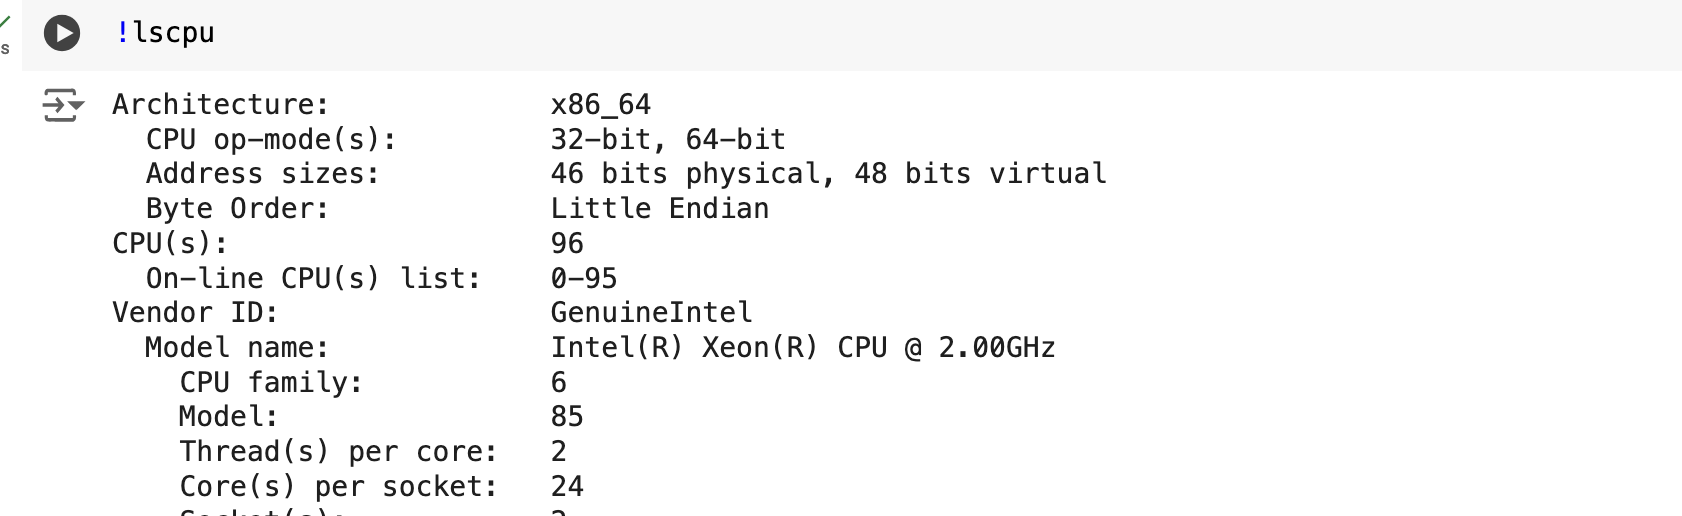 s
!lscpu
Architecture: x86_64
CPU op-mode(s): 32-bit, 64-bit
Address sizes: 46 bits physical, 48 bits virtual
Byte Order: Little Endian
CPU(s): 96
On-line CPU(s) list: 0-95
Vendor ID: GenuineIntel
Model name: Intel(R) Xeon(R) CPU @ 2.00GHz
CPU family: 6
Model: 85
Thread(s) per core: 2
Core(s) per socket: 24
Socket(s):